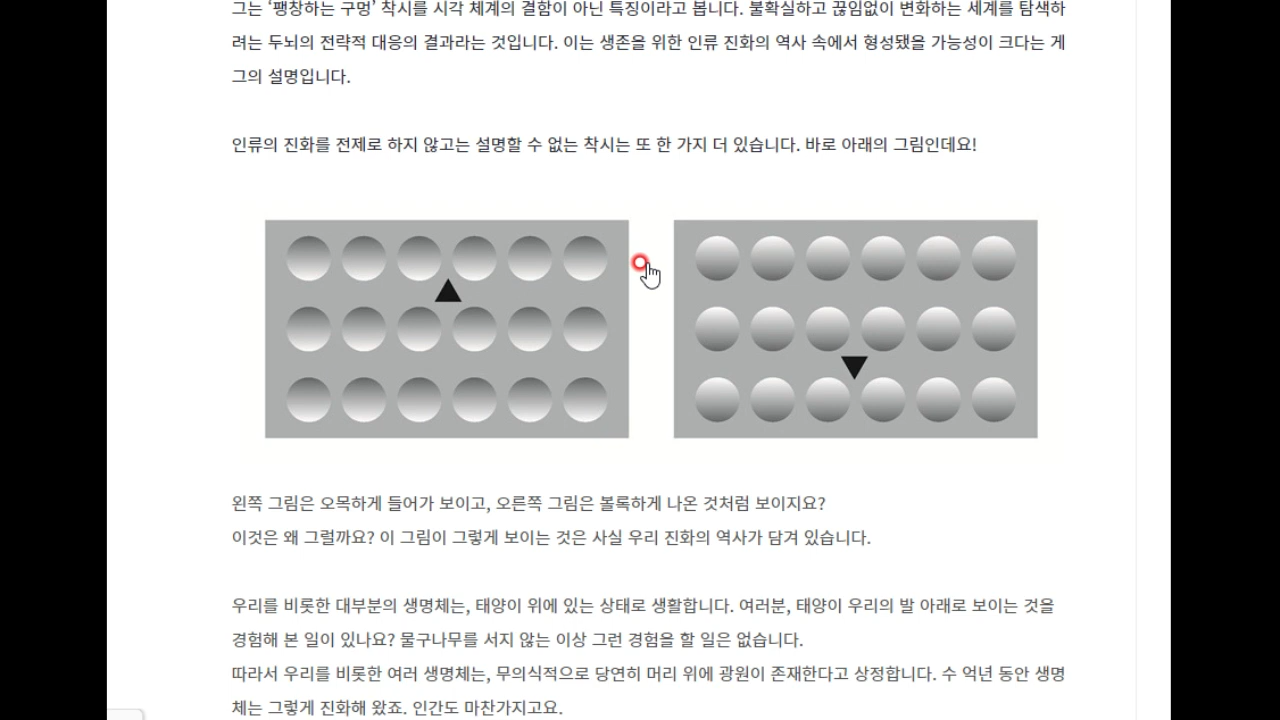 그는 ‘팽창하는 구멍’ 착시를 시각 체계의 결함이 아닌 특징이라고 봅니다. 불확실하고 끊임없이 변화하는 세계를 탐색하
려는 두뇌의 전략적 대응의 결과라는 것입니다. 이는 생존을 위한 인류 진화의 역사 속에서 형성됐을 가능성이 크다는 게
그의 설명입니다.
인류의 진화를 전제로 하지 않고는 설명할 수 없는 착시는 또 한 가지 더 있습니다. 바로 아래의 그림인데요!
왼쪽 그림은 오목하게 들어가 보이고, 오른쪽 그림은 볼록하게 나온 것처럼 보이지요?
이것은 왜 그럴까요? 이 그림이 그렇게 보이는 것은 사실 우리 진화의 역사가 담겨 있습니다.
우리를 비롯한 대부분의 생명체는, 태양이 위에 있는 상태로 생활합니다. 여러분, 태양이 우리의 발 아래로 보이는 것을
경험해 본 일이 있나요? 물구나무를 서지 않는 이상 그런 경험을 할 일은 없습니다.
따라서 우리를 비롯한 여러 생명체는, 무의식적으로 당연히 머리 위에 광원이 존재한다고 상정합니다. 수 억년 동안 생명
체는 그렇게 진화해 왔죠. 인간도 마찬가지고요.